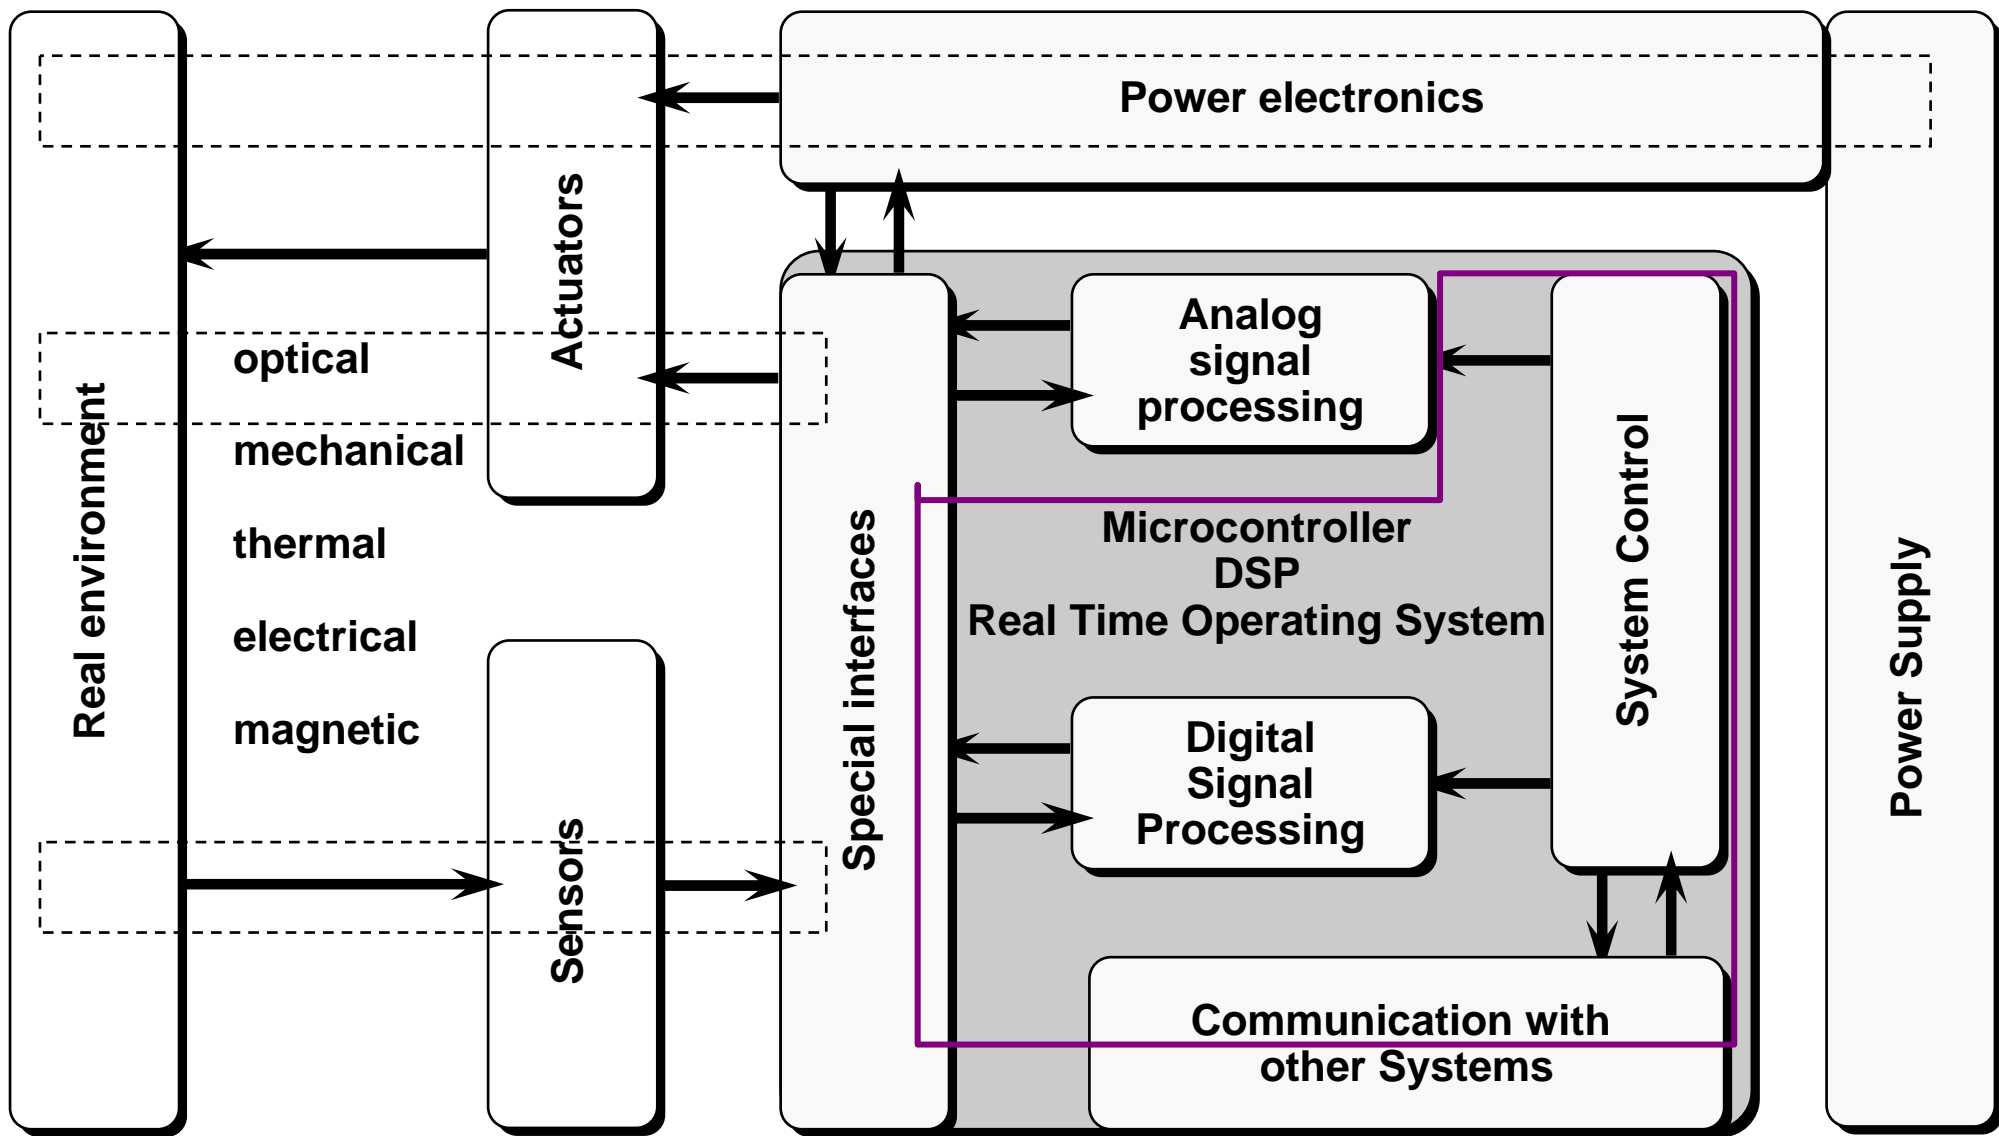 Power electronics
Actuators
Real environment
optical
mechanical
thermal
electrical
magnetic
Sensors
Special interfaces
Analog
signal
processing
Microcontroller
DSP
Real Time Operating System
Digital
Signal
Processing
System Control
Communication with
other Systems
Power Supply